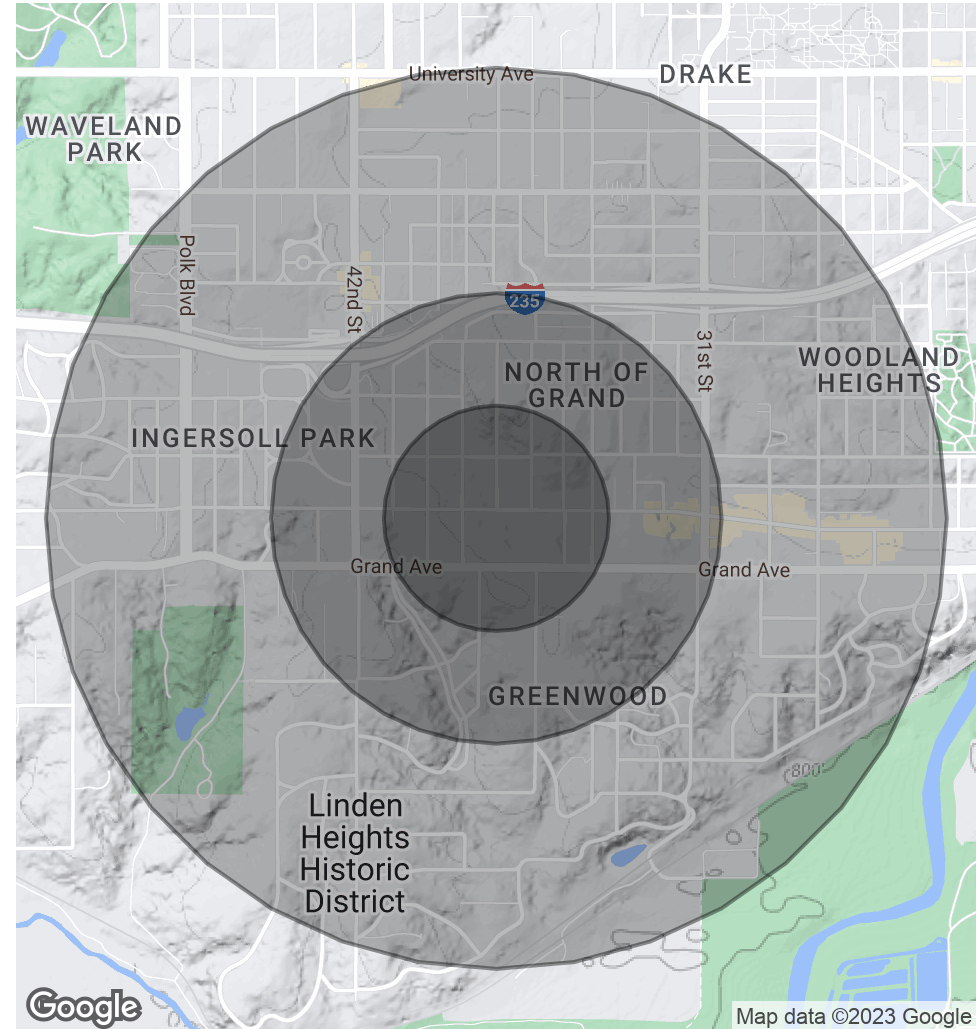 University Ave
DRAKE
WAVELAND
PARK
Polk Blvd
42nd St
235
31st St
NORTH OF
GRAND
WOODLAND
HEIGHTS
INGERSOLL PARK
Grand Ave
Grand Ave
GREENWOOD
800'
Linden
Heights
Historic
District
Google
Map data ©2023 Google